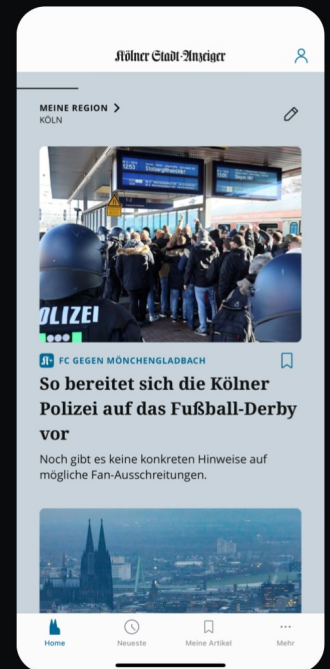 Kölner Stadt-Anzeiger
MEINE REGION
KÖLN
POLIZEI
FC GEGEN MÖNCHENGLADBACH
So bereitet sich die Kölner
Polizei auf das Fußball-Derby
vor
Noch gibt es keine konkreten Hinweise auf
mögliche Fan-Ausschreitungen.
Home
Neueste
Meine Artikel
Mehr